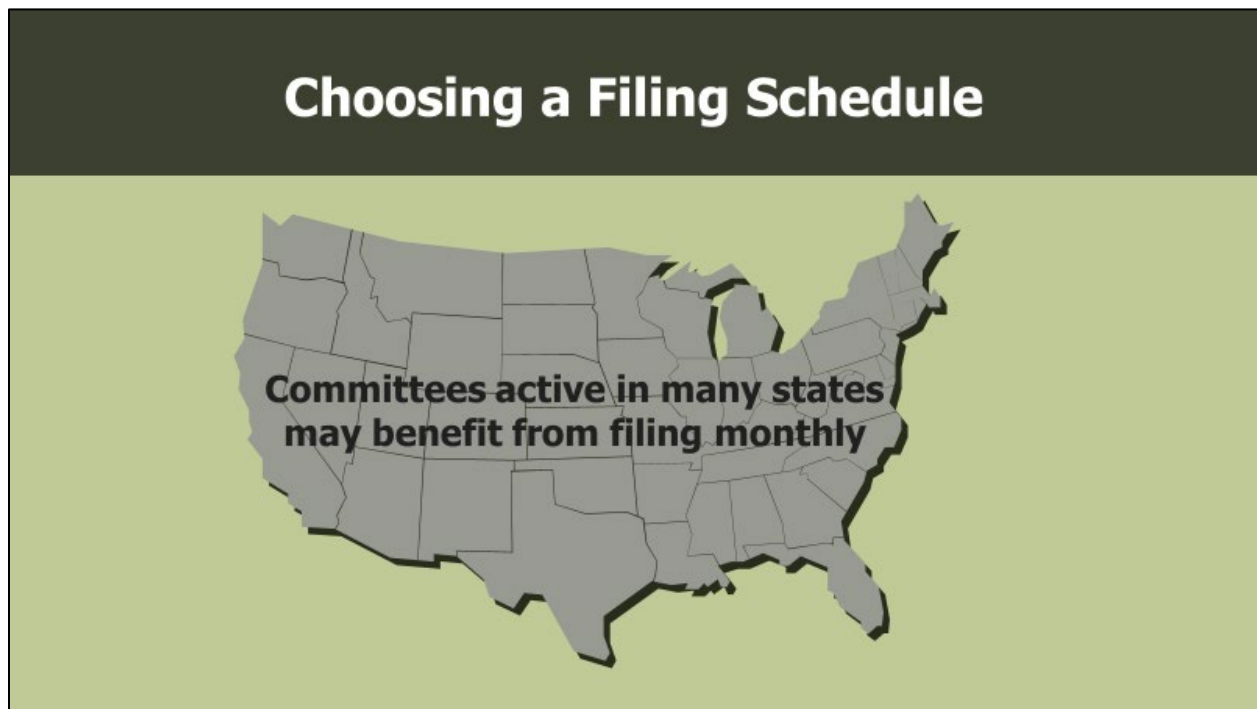 Choosing a Filing Schedule
Committees active in many states
may benefit from filing monthly